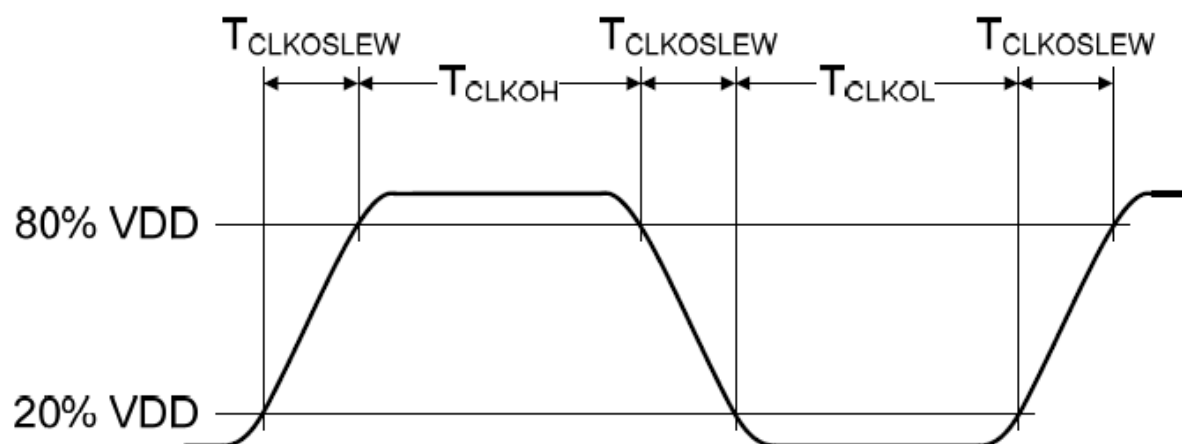 TCLKOSLEW TCLKOSLEW TCLKOSLEW
TCLKOH TCLKOL
80% VDD
20% VDD